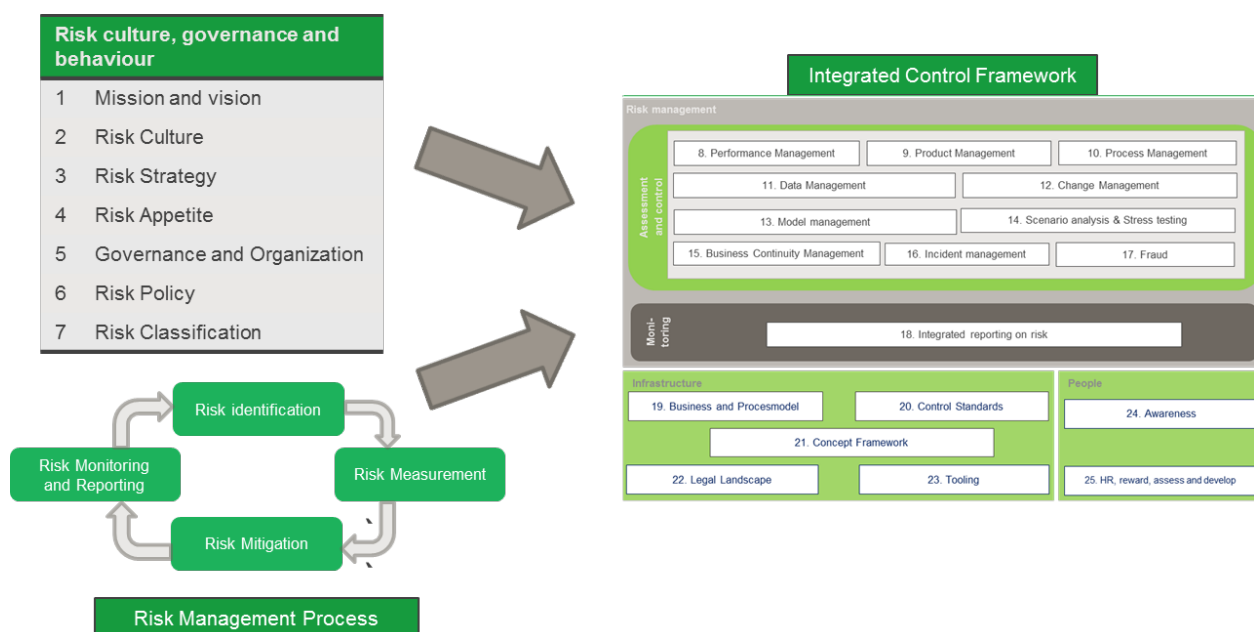 Risk culture, governance and
behaviour
1 Mission and vision
2 Risk Culture
3 Risk Strategy
4 Risk Appetite
5 Governance and Organization
6 Risk Policy
7 Risk Classification
Risk identification
Risk Measurement
Risk Mitigation
Risk Monitoring
and Reporting
Risk Management Process
Integrated Control Framework
Risk management
Assessment
and control
8. Performance Management
9. Product Management
10. Process Management
11. Data Management
12. Change Management
13. Model management
14. Scenario analysis & Stress testing
15. Business Continuity Management
16. Incident management
17. Fraud
Moni-
toring
18. Integrated reporting on risk
Infrastructure
19. Business and Procesmodel
20. Control Standards
21. Concept Framework
22. Legal Landscape
23. Tooling
People
24. Awareness
25. HR, reward, assess and develop